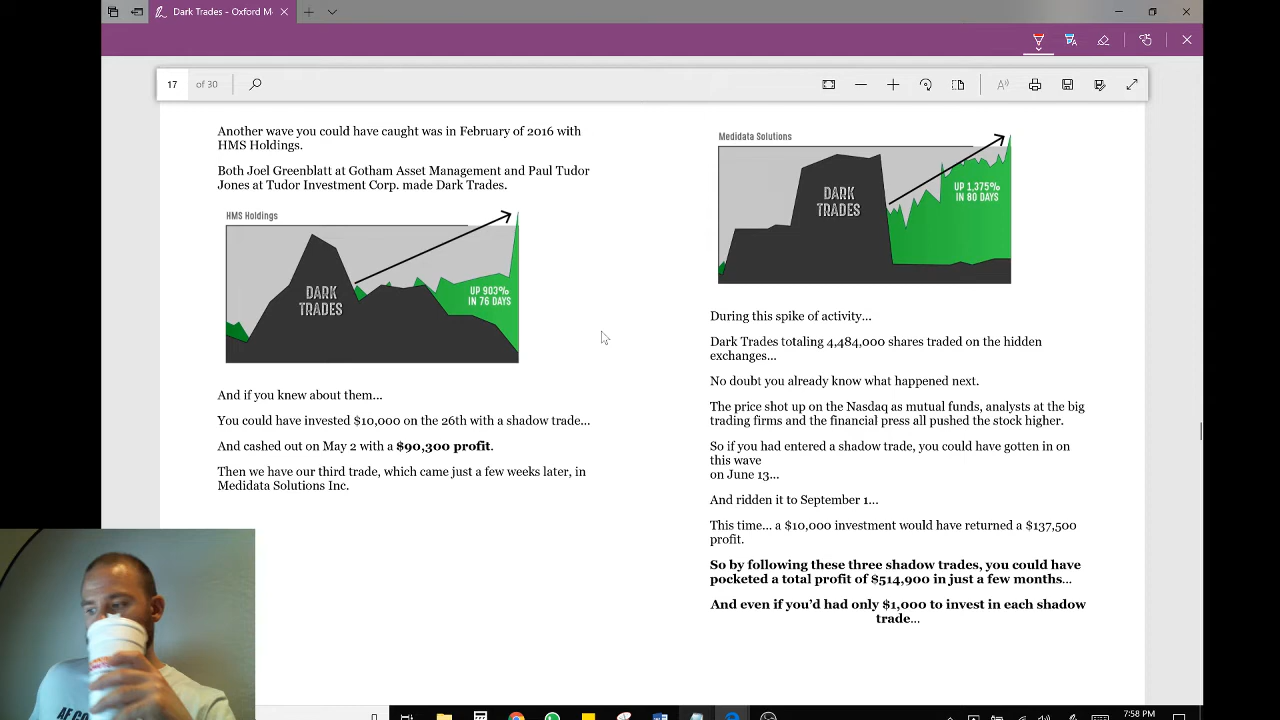 Dark Trades - Oxford M
17 of 30
Another wave you could have caught was in February of 2016 with
HMS Holdings.
Both Joel Greenblatt at Gotham Asset Management and Paul Tudor
Jones at Tudor Investment Corp. made Dark Trades.
HMS Holdings
DARK
TRADES
UP 903%
IN 76 DAYS
And if you knew about them...
You could have invested $10,000 on the 26th with a shadow trade...
And cashed out on May 2 with a $90,300 profit.
Then we have our third trade, which came just a few weeks later, in
Medidata Solutions Inc.
Medidata Solutions
DARK
TRADES
UP 1,375%
IN 80 DAYS
During this spike of activity...
Dark Trades totaling 4,484,000 shares traded on the hidden
exchanges...
No doubt you already know what happened next.
The price shot up on the Nasdaq as mutual funds, analysts at the big
trading firms and the financial press all pushed the stock higher.
So if you had entered a shadow trade, you could have gotten in on
this wave
on June 13...
And ridden it to September 1...
This time... a $10,000 investment would have returned a $137,500
profit.
So by following these three shadow trades, you could have
pocketed a total profit of $514,900 in just a few months...
And even if you'd had only $1,000 to invest in each shadow
trade...
7:58 PM